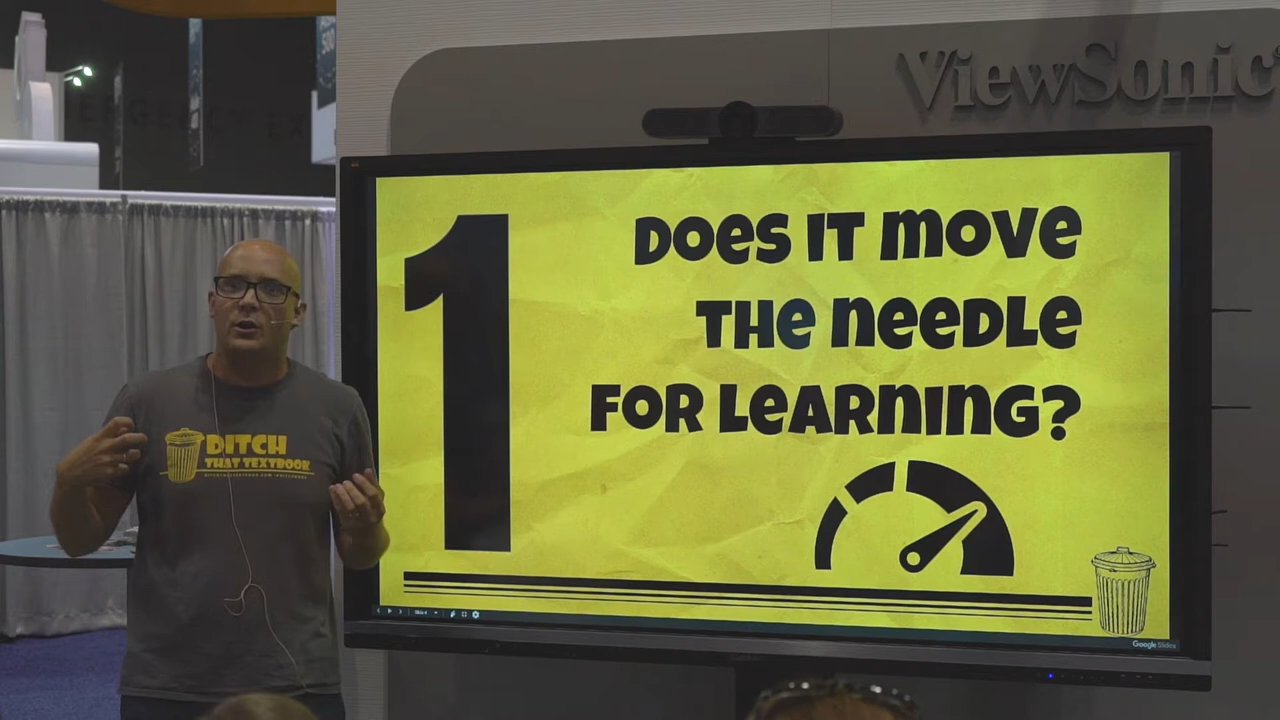 ViewSonic
1
DOES IT MOVE
THE NEEDLE
FOR LEARNING?
DITCH
THAT TEXTBOOK
Google Slides